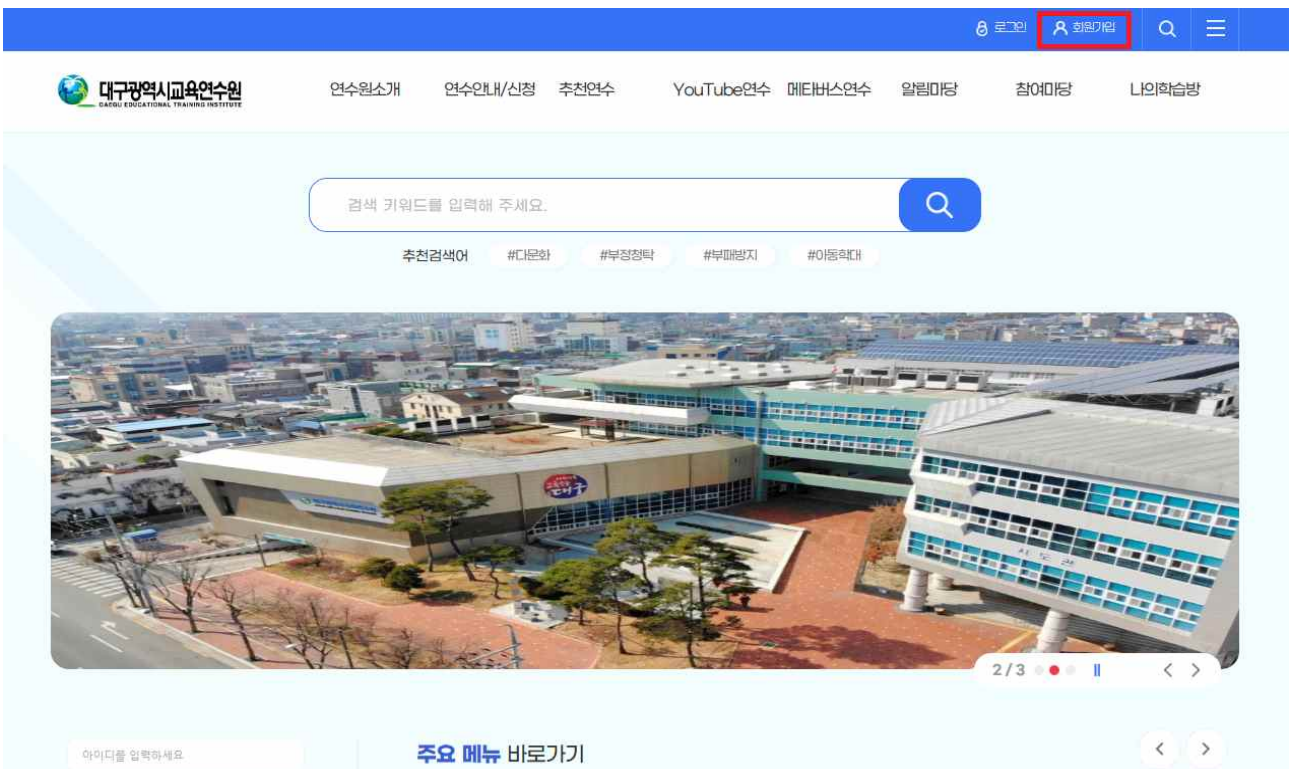 로그인 회원가입
대구광역시교육연수원
DAEGU EDUCATIONAL TRAINING INSTITUTE
연수원소개 연수안내/신청 추천연수 YouTube연수 메타버스연수 알림마당 참여마당 나의학습방
검색 키워드를 입력해 주세요.
추천검색어 #다문화 #부정청탁 #부패방지 #아동학대
대구
시모관
2/3
아이디를 입력하세요
주요 메뉴 바로가기